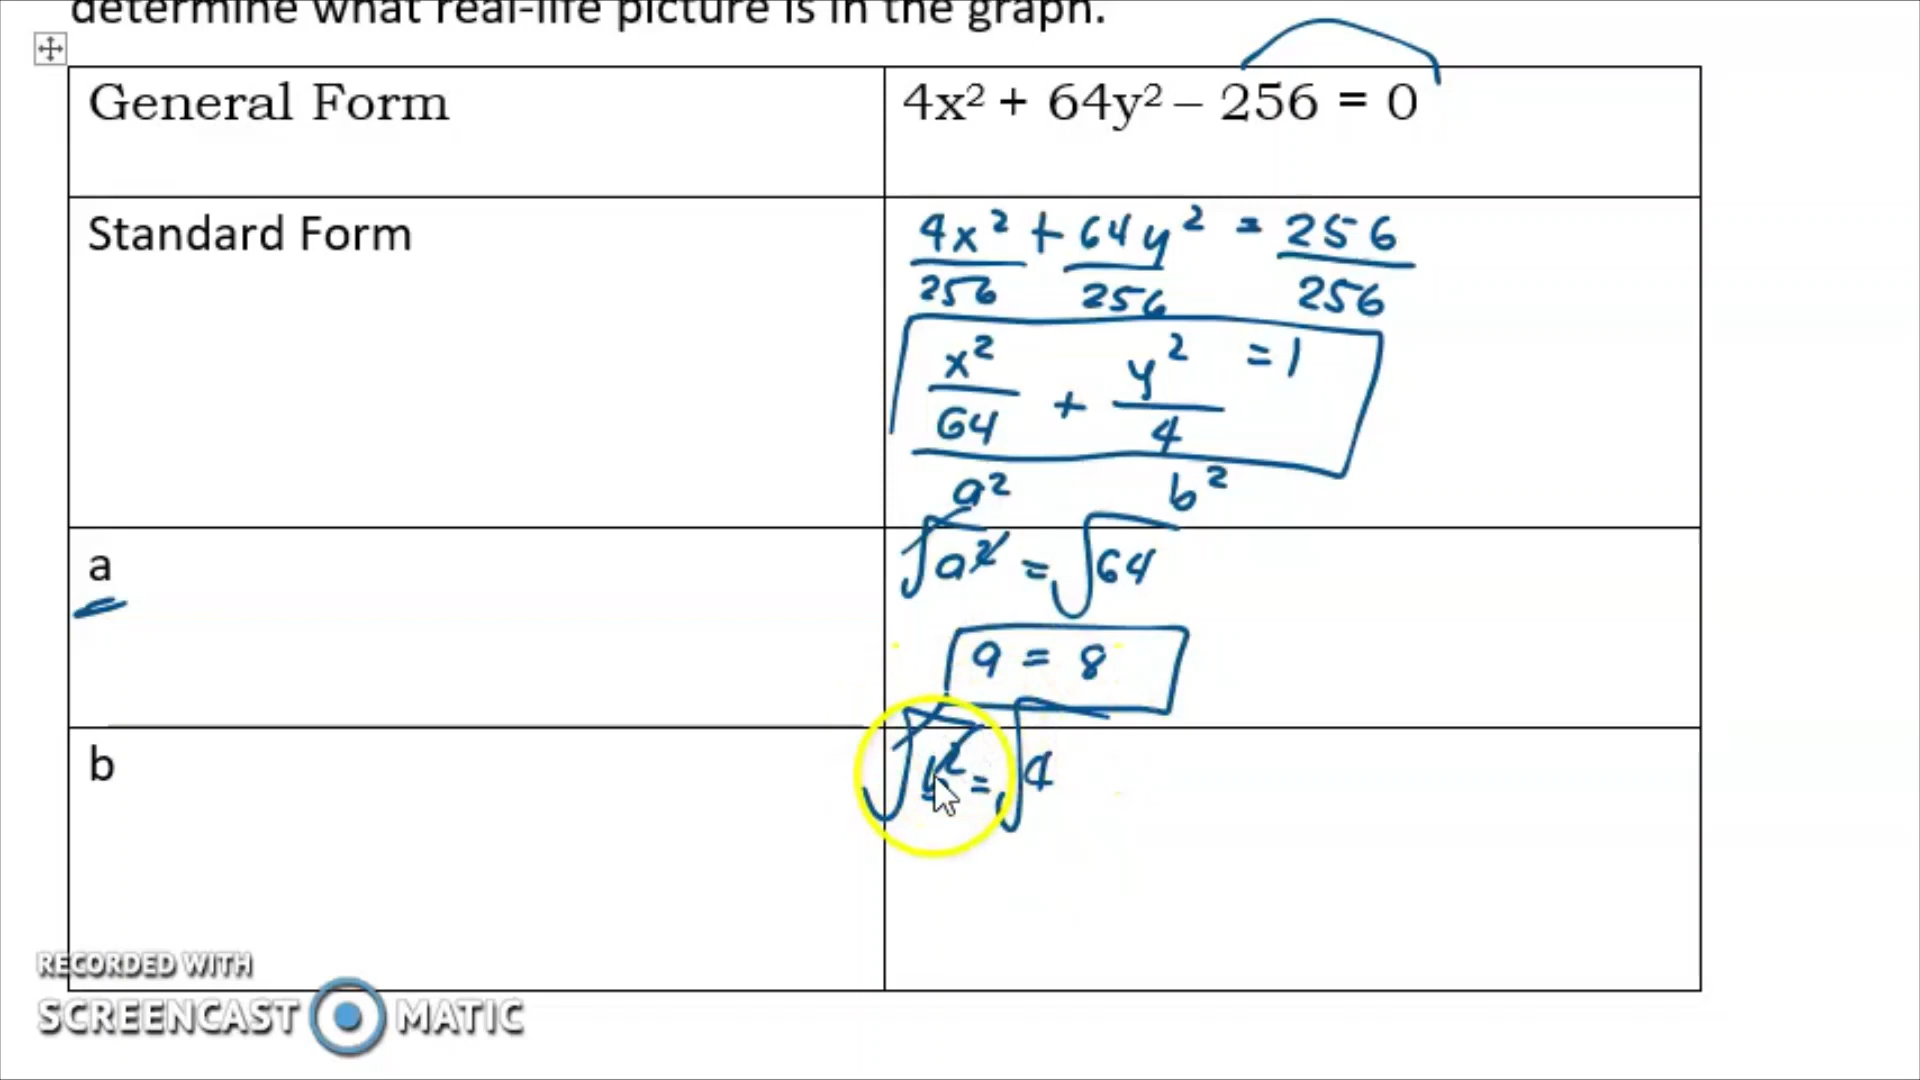 determine what real-life picture is in the graph.
General Form
4x² + 64y² – 256 = 0
Standard Form
4x² + 64y² = 256
256 256 256
x² y² = 1
64 + 4
a² b²
a
√a² = √64
9 = 8
b
√b² = √4
RECORDED WITH
SCREENCAST MATIC